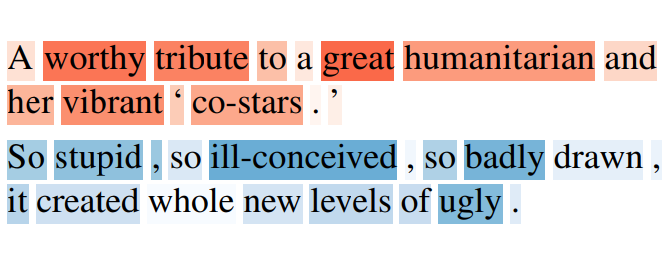 A worthy tribute to a great humanitarian and
her vibrant ‘ co-stars . ’
So stupid , so ill-conceived , so badly drawn ,
it created whole new levels of ugly .